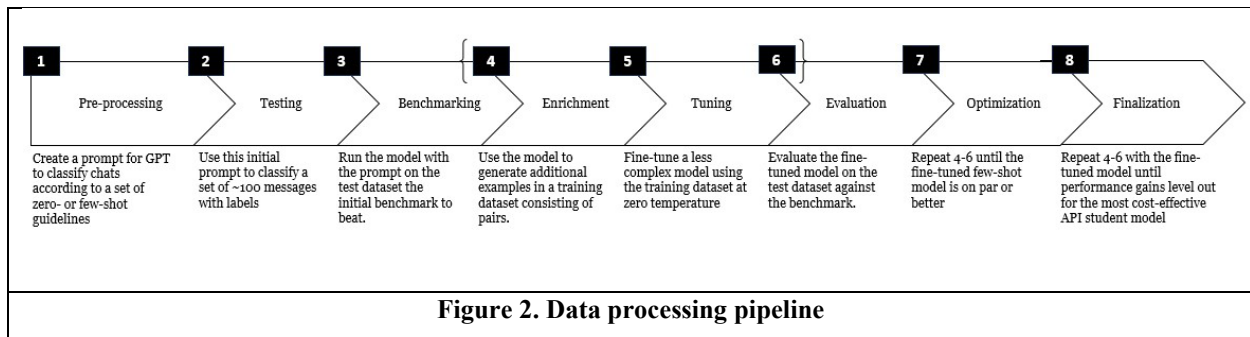 1
2
3
4
5
6
7
8
Pre-processing
Testing
Benchmarking
Enrichment
Tuning
Evaluation
Optimization
Finalization
Create a prompt for GPT
to classify chats
according to a set of
zero- or few-shot
guidelines
Use this initial
prompt to classify a
set of ~100 messages
with labels
Run the model with
the prompt on the
test dataset the
initial benchmark to
beat.
Use the model to
generate additional
examples in a training
dataset consisting of
pairs.
Fine-tune a less
complex model using
the training dataset at
zero temperature
Evaluate the fine-
tuned model on the
test dataset against
the benchmark.
Repeat 4-6 until the
fine-tuned few-shot
model is on par or
better
Repeat 4-6 with the fine-
tuned model until
performance gains level out
for the most cost-effective
API student model
Figure 2. Data processing pipeline